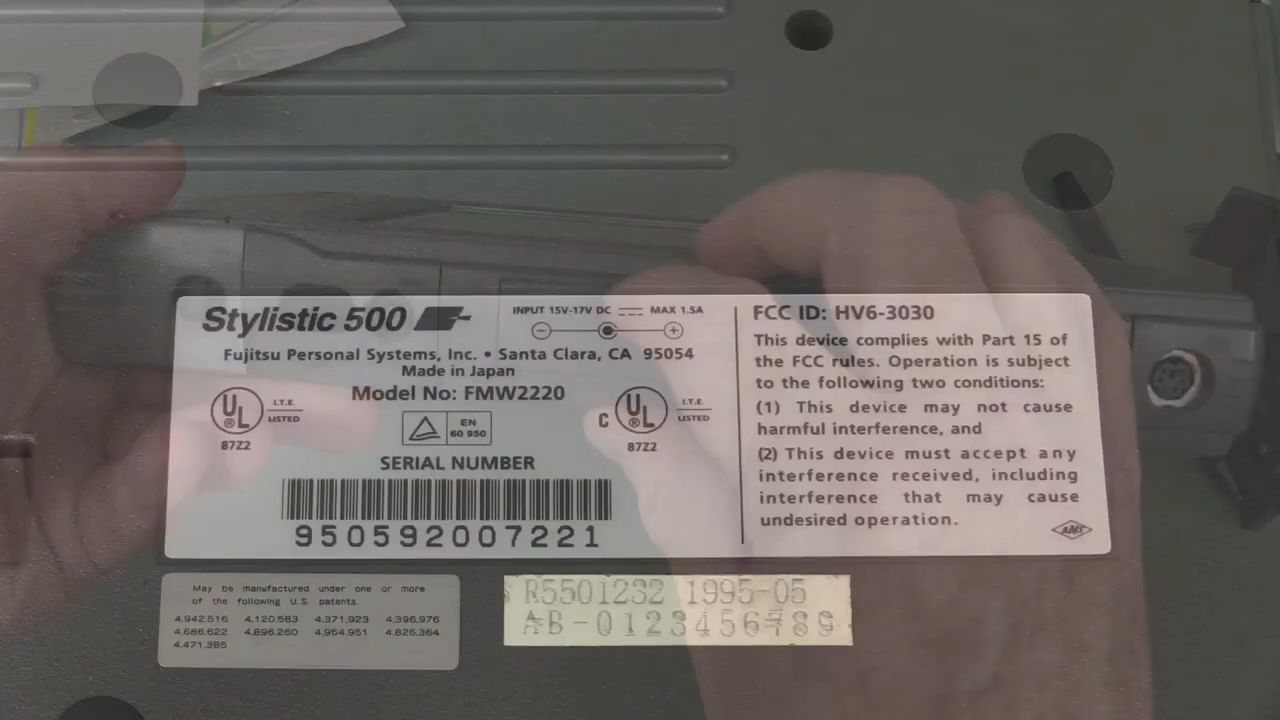 Stylistic 500
INPUT 15V-17V DC MAX 1.5A
Fujitsu Personal Systems, Inc. • Santa Clara, CA 95054
Made in Japan
Model No: FMW2220
UL ® I.T.E. LISTED 87Z2
EN 60 950
C UL ® I.T.E. LISTED 87Z2
SERIAL NUMBER
950592007221
FCC ID: HV6-3030
This device complies with Part 15 of
the FCC rules. Operation is subject
to the following two conditions:
(1) This device may not cause
harmful interference, and
(2) This device must accept any
interference received, including
interference that may cause
undesired operation.
May be manufactured under one or more
of the following U.S. patents.
4,942,516 4,120,583 4,371,923 4,396,976
4,686,622 4,896,260 4,954,951 4,826,364
4,471,385
R5501232 1995-05
AB-0123456789